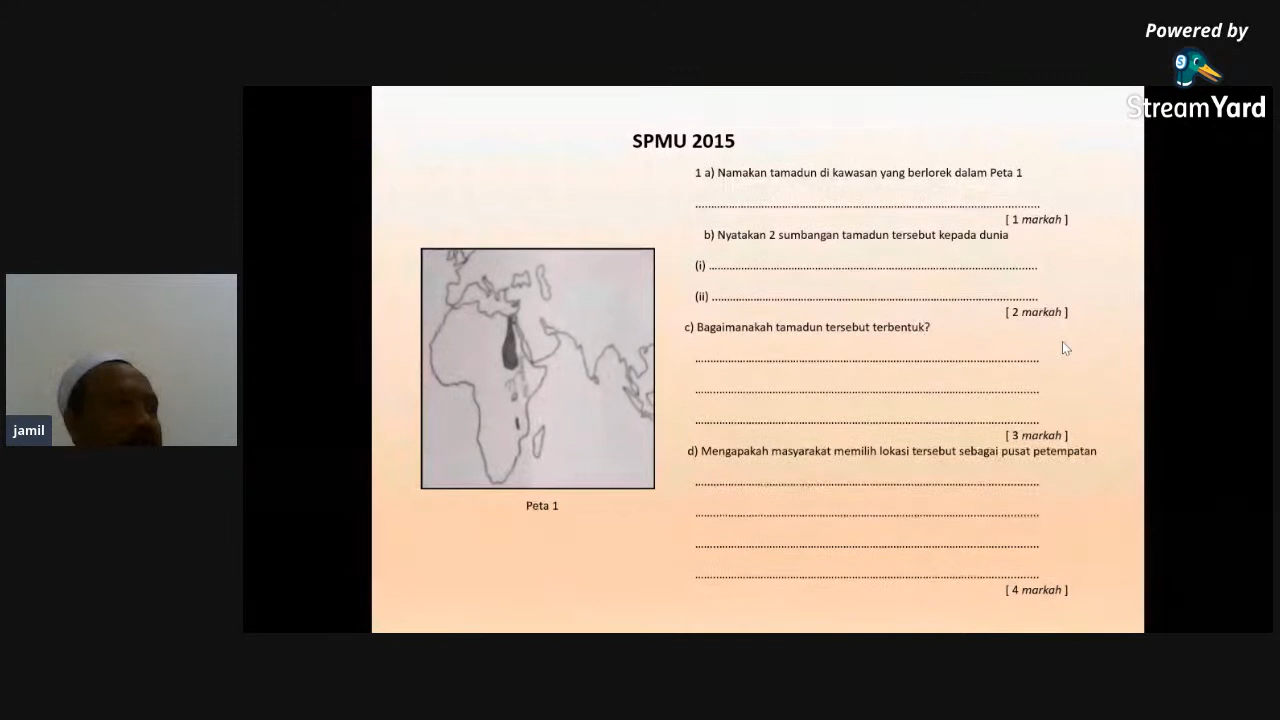 Powered by
StreamYard
SPMU 2015
1 a) Namakan tamadun di kawasan yang berlorek dalam Peta 1
[ 1 markah ]
b) Nyatakan 2 sumbangan tamadun tersebut kepada dunia
(i)
(ii)
[ 2 markah ]
c) Bagaimanakah tamadun tersebut terbentuk?
[ 3 markah ]
d) Mengapakah masyarakat memilih lokasi tersebut sebagai pusat petempatan
[ 4 markah ]
Peta 1
jamil